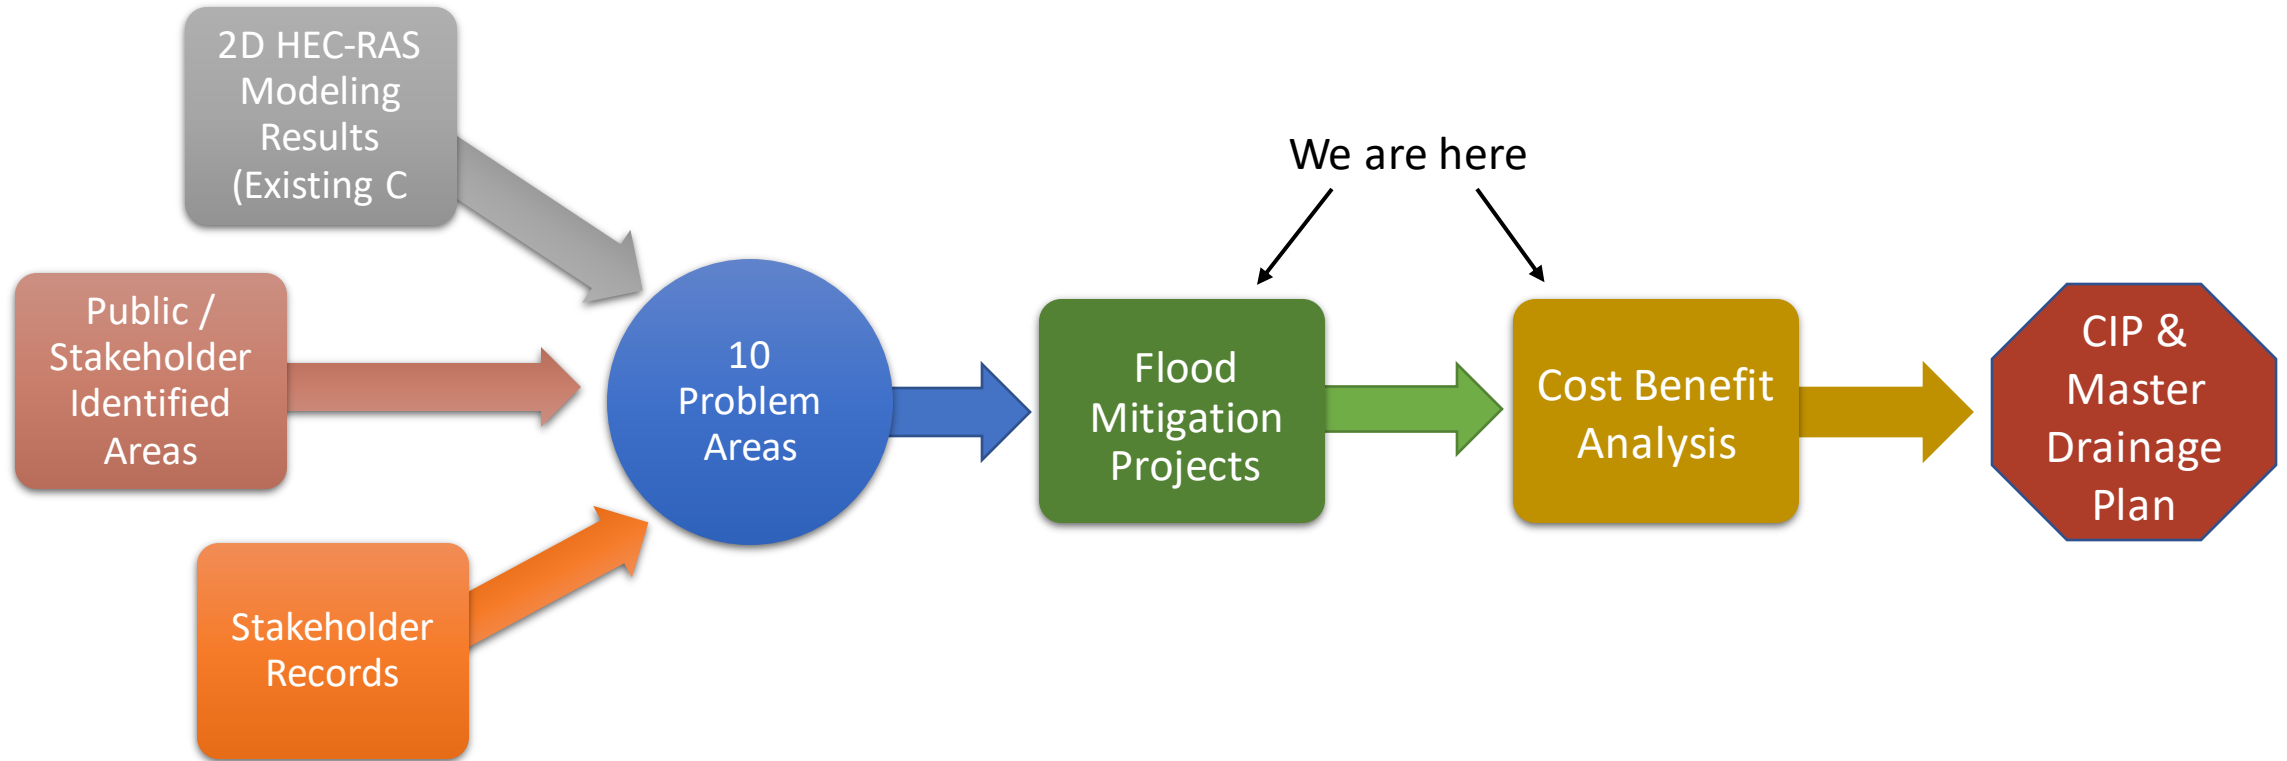 2D HEC-RAS
Modeling
Results
(Existing C
Public /
Stakeholder
Identified
Areas
Stakeholder
Records
10
Problem
Areas
We are here
Flood
Mitigation
Projects
Cost Benefit
Analysis
CIP &
Master
Drainage
Plan